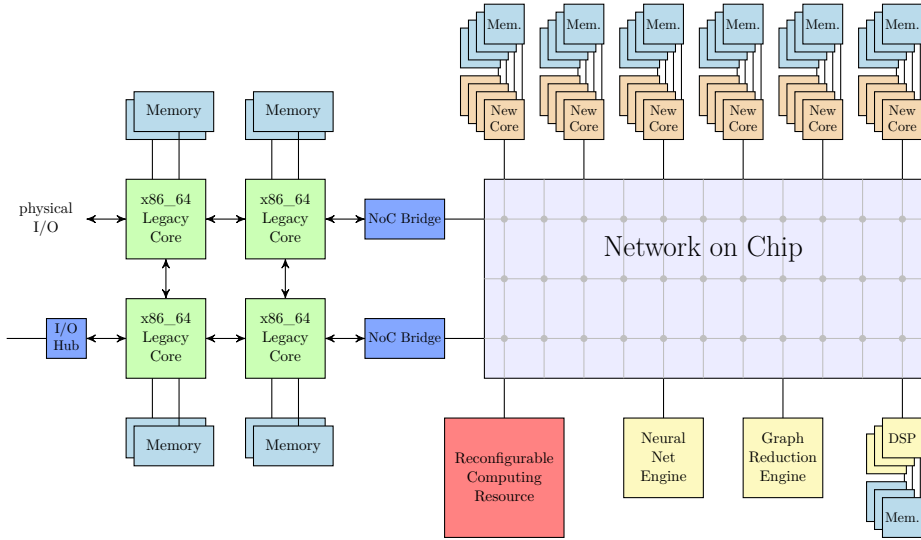 Mem.
Mem.
Mem.
Mem.
Mem.
Mem.
New
Core
New
Core
New
Core
New
Core
New
Core
New
Core
Memory
Memory
physical
I/O
x86_64
Legacy
Core
x86_64
Legacy
Core
NoC Bridge
Network on Chip
I/O
Hub
x86_64
Legacy
Core
x86_64
Legacy
Core
NoC Bridge
Memory
Memory
Reconfigurable
Computing
Resource
Neural
Net
Engine
Graph
Reduction
Engine
DSP
Mem.